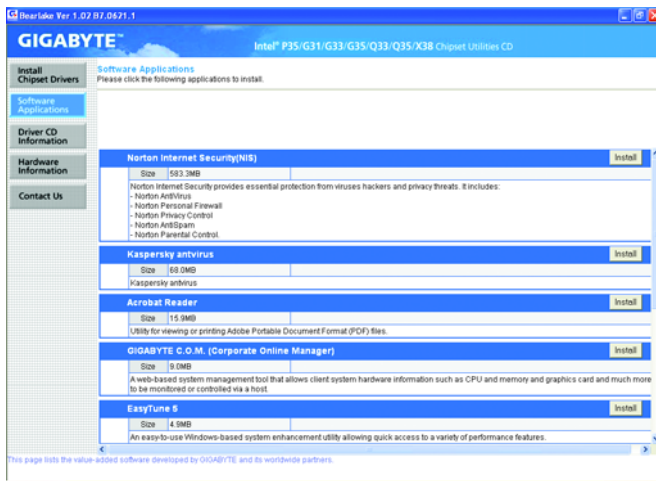 Bearlake Ver 1.02 B7.0621.1
GIGABYTE™
Intel® P35/G31/G33/G35/Q33/Q35/X38 Chipset Utilities CD
Install
Chipset Drivers
Software
Applications
Driver CD
Information
Hardware
Information
Contact Us
Software Applications
Please click the following applications to install.
Norton Internet Security(NIS)
Install
Size 583.3MB
Norton Internet Security provides essential protection from viruses hackers and privacy threats. It includes:
- Norton AntiVirus
- Norton Personal Firewall
- Norton Privacy Control
- Norton AntiSpam
- Norton Parental Control.
Kaspersky antvirus
Install
Size 68.0MB
Kaspersky antivirus
Acrobat Reader
Install
Size 15.9MB
Utility for viewing or printing Adobe Portable Document Format (PDF) files.
GIGABYTE C.O.M. (Corporate Online Manager)
Install
Size 9.0MB
A web-based system management tool that allows client system hardware information such as CPU and memory and graphics card and much more
to be monitored or controlled via a host.
EasyTune 5
Install
Size 4.9MB
An easy-to-use Windows-based system enhancement utility allowing quick access to a variety of performance features.
This page lists the value-added software developed by GIGABYTE and its worldwide partners.